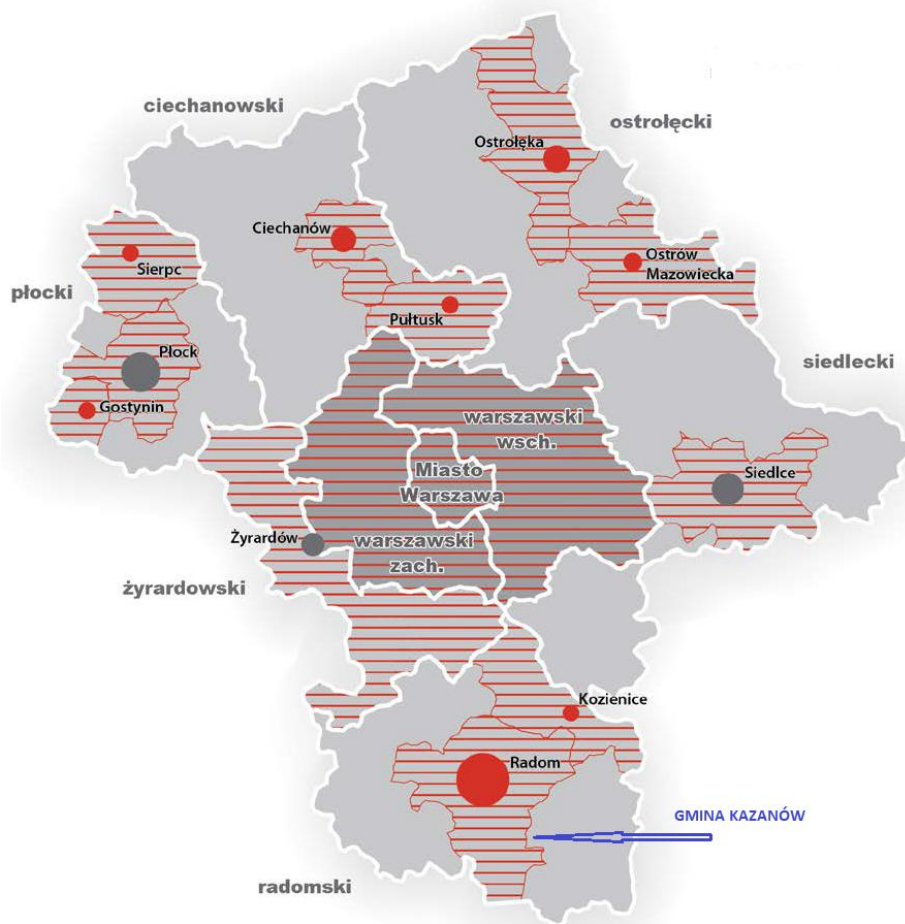 ciechanowski
ostrołęcki
Ostrołęka
Ciechanów
Sierpc
Ostrów
Mazowiecka
płocki
Pułtusk
Płock
siedlecki
Gostynin
warszawski
wsch.
Miasto
Warszawa
Siedlce
Żyrardów
warszawski
zach.
żyrardowski
Kozienice
Radom
GMINA KAZANÓW
radomski